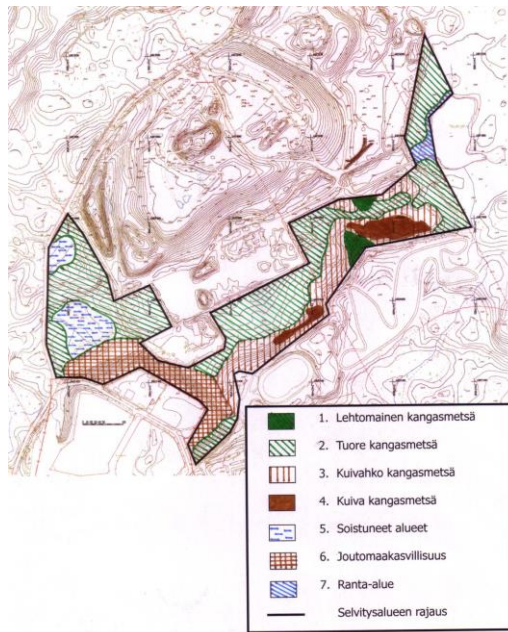 1. Lehtomainen kangasmetsä
2. Tuore kangasmetsä
3. Kuivahko kangasmetsä
4. Kuiva kangasmetsä
5. Soistuneet alueet
6. Joutomaakasvillisuus
7. Ranta-alue
Selvitysalueen rajaus